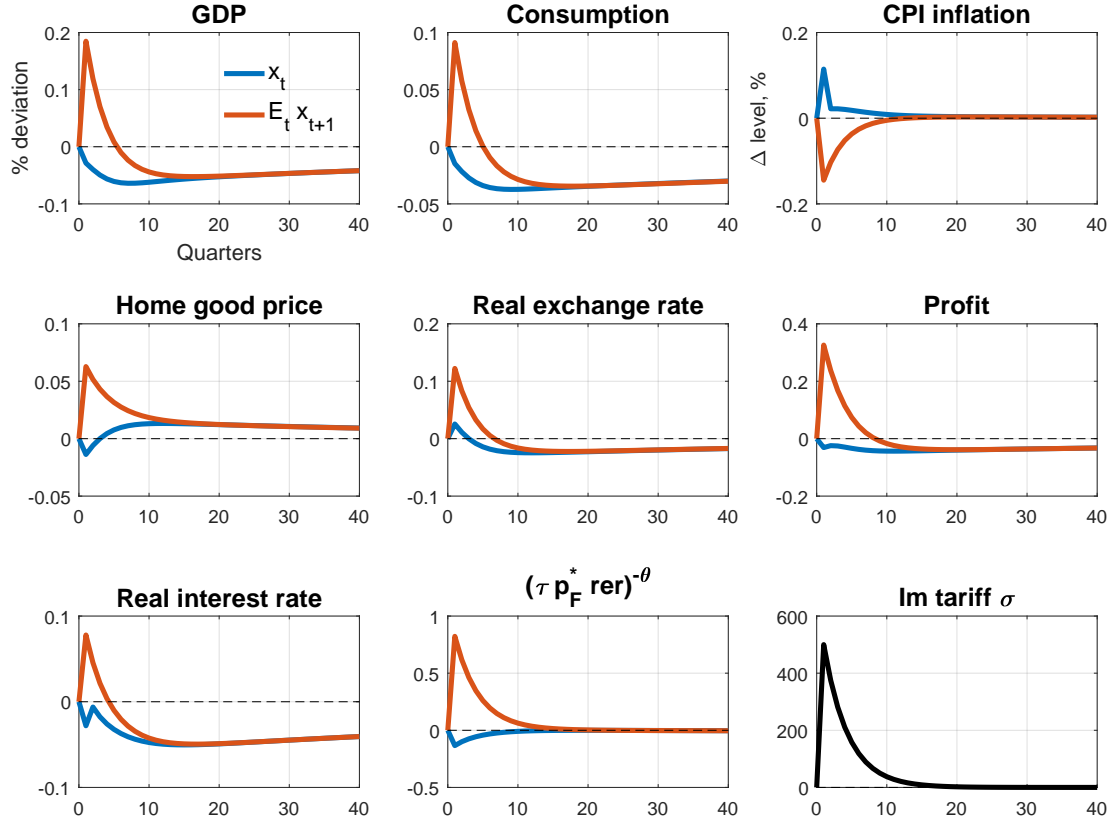 GDP
% deviation
0.2
0.1
0
-0.1
0 10 20 30 40
Quarters
x_t
E_t x_{t+1}
Consumption
0.1
0.05
0
-0.05
0 10 20 30 40
CPI inflation
Δ level, %
0.2
0
-0.2
0 10 20 30 40
Home good price
0.1
0.05
0
-0.05
0 10 20 30 40
Real exchange rate
0.2
0.1
0
-0.1
0 10 20 30 40
Profit
0.4
0.2
0
-0.2
0 10 20 30 40
Real interest rate
0.1
0
-0.1
0 10 20 30 40
(τ p_F^* rer)^{-θ}
1
0.5
0
-0.5
0 10 20 30 40
Im tariff σ
600
400
200
0
0 10 20 30 40